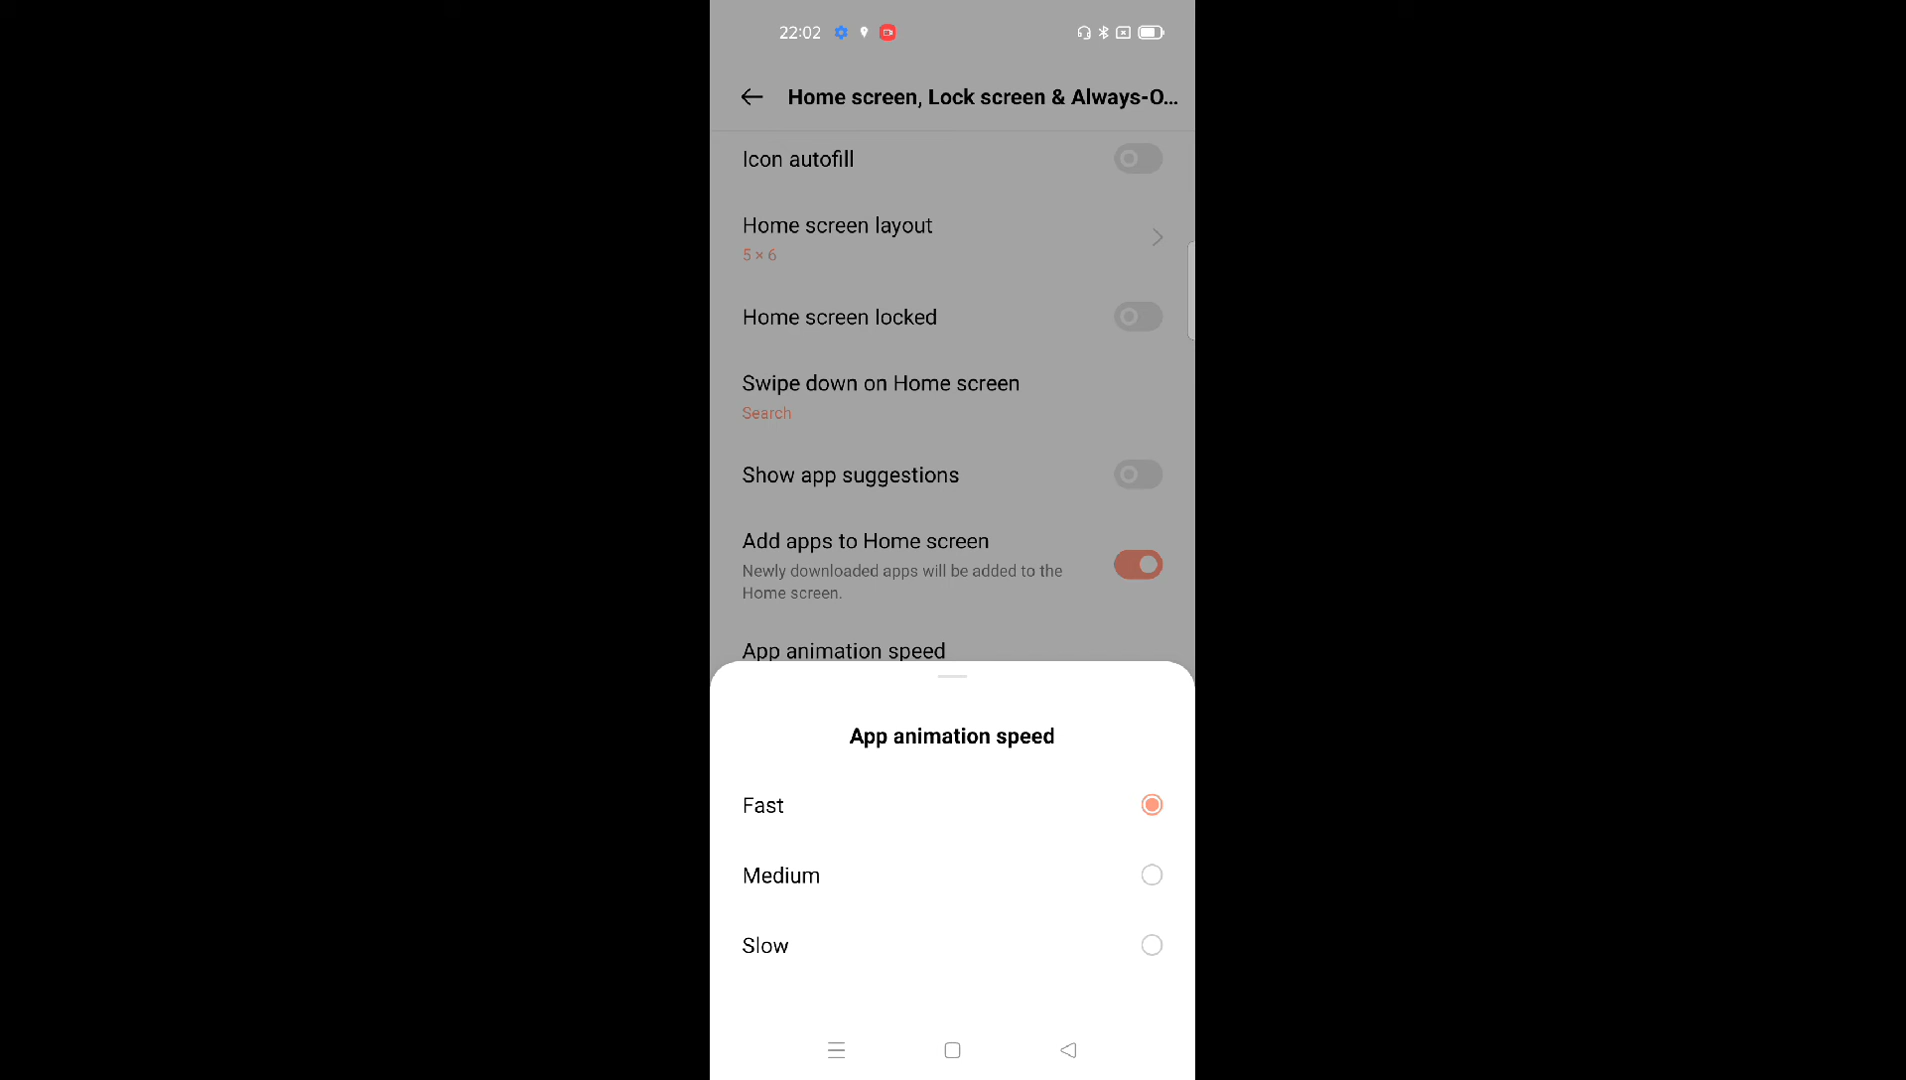 22:02
Home screen, Lock screen & Always-O...
Icon autofill
Home screen layout
5 × 6
Home screen locked
Swipe down on Home screen
Search
Show app suggestions
Add apps to Home screen
Newly downloaded apps will be added to the
Home screen.
App animation speed
App animation speed
Fast
Medium
Slow